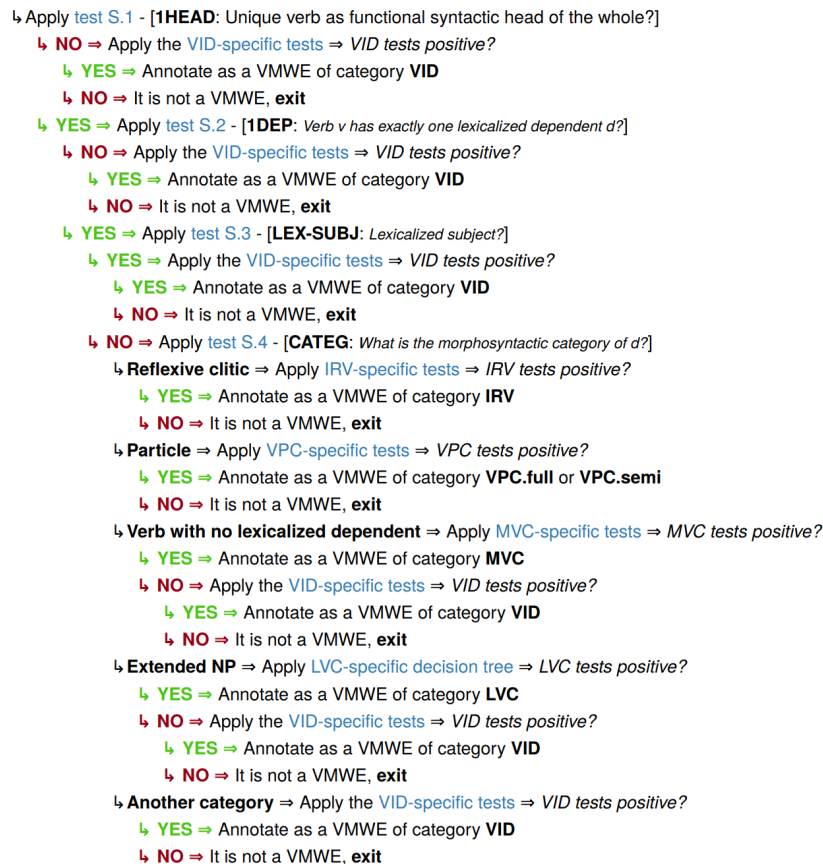 ↳Apply test S.1 - [1HEAD: Unique verb as functional syntactic head of the whole?]
↳ NO ⇒ Apply the VID-specific tests ⇒ VID tests positive?
↳ YES ⇒ Annotate as a VMWE of category VID
↳ NO ⇒ It is not a VMWE, exit
↳ YES ⇒ Apply test S.2 - [1DEP: Verb v has exactly one lexicalized dependent d?]
↳ NO ⇒ Apply the VID-specific tests ⇒ VID tests positive?
↳ YES ⇒ Annotate as a VMWE of category VID
↳ NO ⇒ It is not a VMWE, exit
↳ YES ⇒ Apply test S.3 - [LEX-SUBJ: Lexicalized subject?]
↳ YES ⇒ Apply the VID-specific tests ⇒ VID tests positive?
↳ YES ⇒ Annotate as a VMWE of category VID
↳ NO ⇒ It is not a VMWE, exit
↳ NO ⇒ Apply test S.4 - [CATEG: What is the morphosyntactic category of d?]
↳Reflexive clitic ⇒ Apply IRV-specific tests ⇒ IRV tests positive?
↳ YES ⇒ Annotate as a VMWE of category IRV
↳ NO ⇒ It is not a VMWE, exit
↳Particle ⇒ Apply VPC-specific tests ⇒ VPC tests positive?
↳ YES ⇒ Annotate as a VMWE of category VPC.full or VPC.semi
↳ NO ⇒ It is not a VMWE, exit
↳Verb with no lexicalized dependent ⇒ Apply MVC-specific tests ⇒ MVC tests positive?
↳ YES ⇒ Annotate as a VMWE of category MVC
↳ NO ⇒ Apply the VID-specific tests ⇒ VID tests positive?
↳ YES ⇒ Annotate as a VMWE of category VID
↳ NO ⇒ It is not a VMWE, exit
↳Extended NP ⇒ Apply LVC-specific decision tree ⇒ LVC tests positive?
↳ YES ⇒ Annotate as a VMWE of category LVC
↳ NO ⇒ Apply the VID-specific tests ⇒ VID tests positive?
↳ YES ⇒ Annotate as a VMWE of category VID
↳ NO ⇒ It is not a VMWE, exit
↳Another category ⇒ Apply the VID-specific tests ⇒ VID tests positive?
↳ YES ⇒ Annotate as a VMWE of category VID
↳ NO ⇒ It is not a VMWE, exit